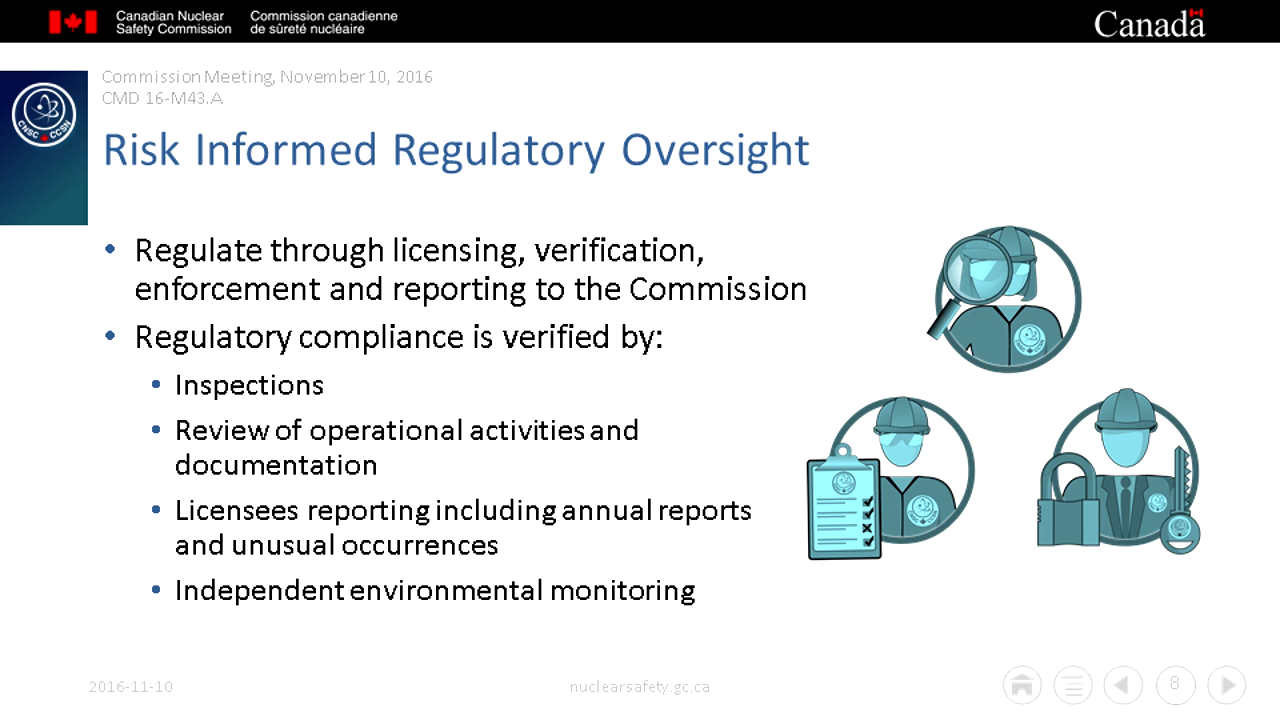 Canadian Nuclear
Safety Commission
Commission canadienne
de sûreté nucléaire
Canada
Commission Meeting, November 10, 2016
CMD 16-M43.A
CNSC CCSN
Risk Informed Regulatory Oversight
• Regulate through licensing, verification,
enforcement and reporting to the Commission
• Regulatory compliance is verified by:
• Inspections
• Review of operational activities and
documentation
• Licensees reporting including annual reports
and unusual occurrences
• Independent environmental monitoring
2016-11-10
nuclearsafety.gc.ca
8